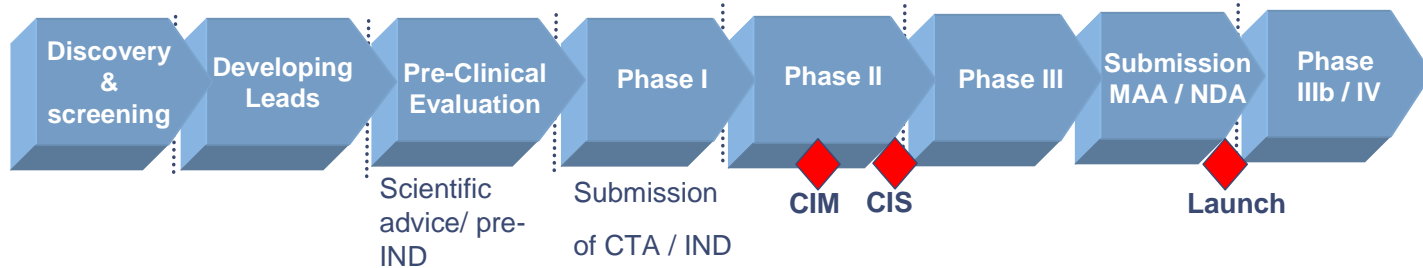 Discovery
&
screening
Developing
Leads
Pre-Clinical
Evaluation
Phase I
Phase II
Phase III
Submission
MAA / NDA
Phase
IIIb / IV
Scientific
advice/ pre-
IND
Submission
of CTA / IND
CIM
CIS
Launch